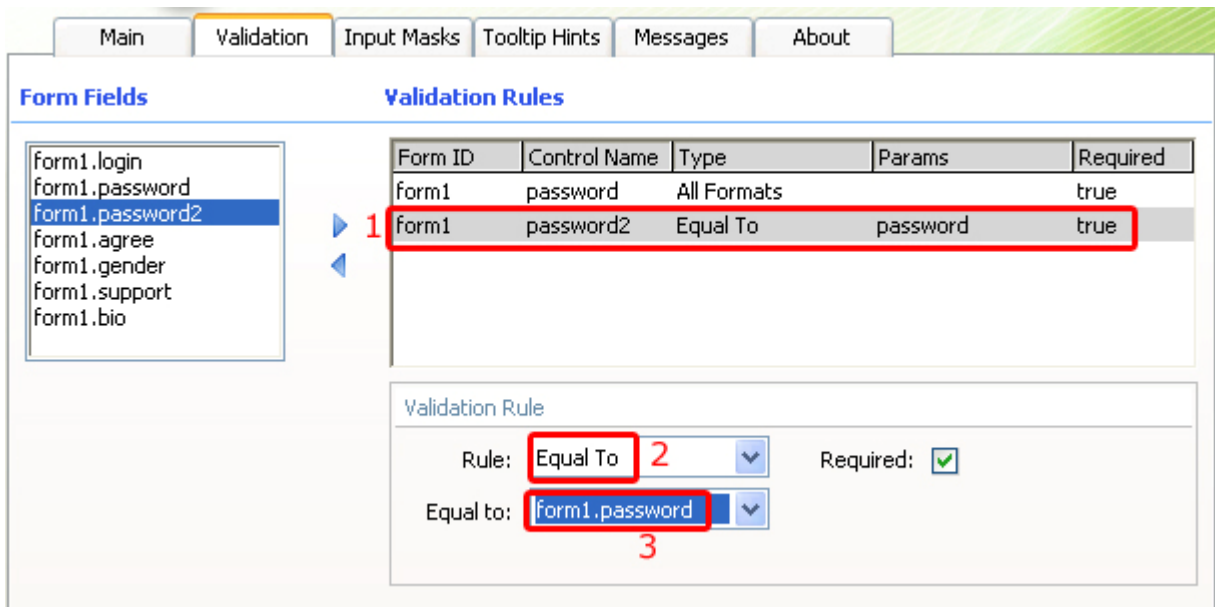 Main Validation Input Masks Tooltip Hints Messages About
Form Fields
Validation Rules
form1.login
form1.password
form1.password2
form1.agree
form1.gender
form1.support
form1.bio
Form ID Control Name Type Params Required
form1 password All Formats true
1 form1 password2 Equal To password true
Validation Rule
Rule: Equal To 2 Required:
Equal to: form1.password
3